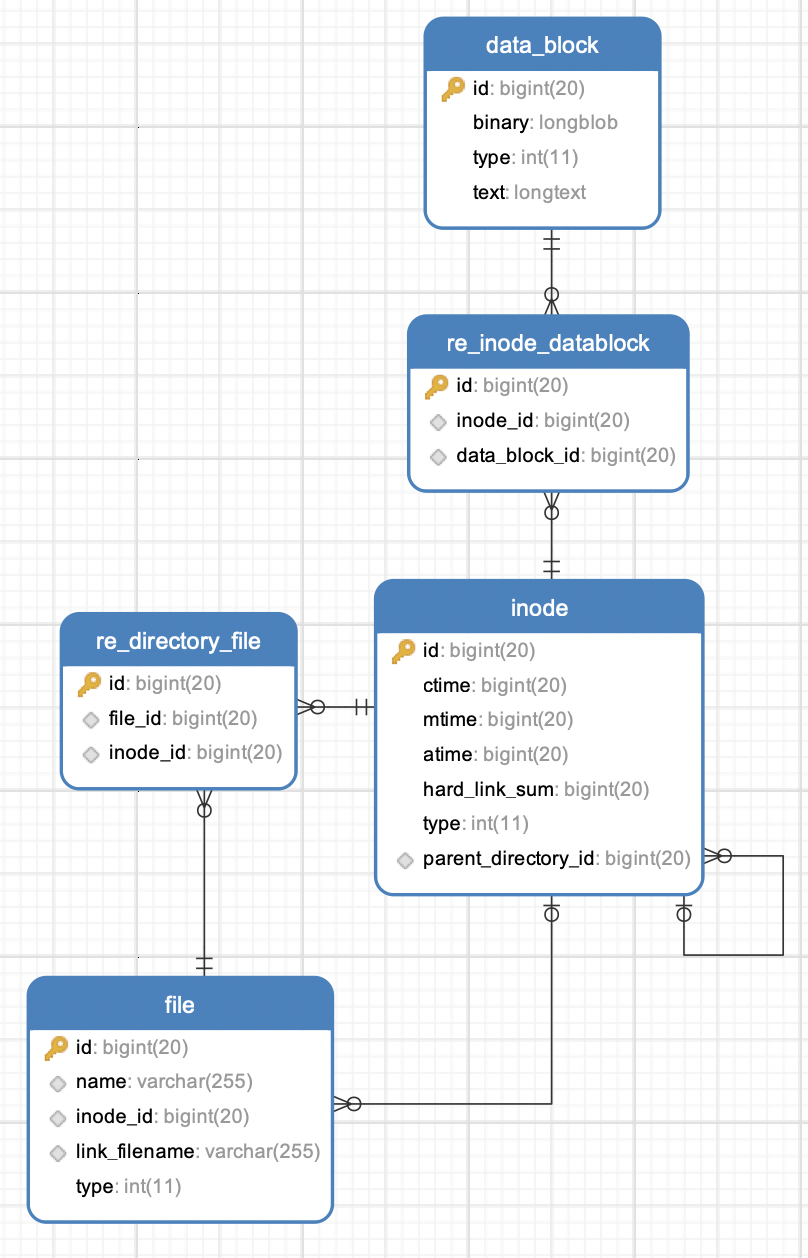 data_block
id: bigint(20)
binary: longblob
type: int(11)
text: longtext
re_inode_datablock
id: bigint(20)
inode_id: bigint(20)
data_block_id: bigint(20)
inode
id: bigint(20)
ctime: bigint(20)
mtime: bigint(20)
atime: bigint(20)
hard_link_sum: bigint(20)
type: int(11)
parent_directory_id: bigint(20)
re_directory_file
id: bigint(20)
file_id: bigint(20)
inode_id: bigint(20)
file
id: bigint(20)
name: varchar(255)
inode_id: bigint(20)
link_filename: varchar(255)
type: int(11)